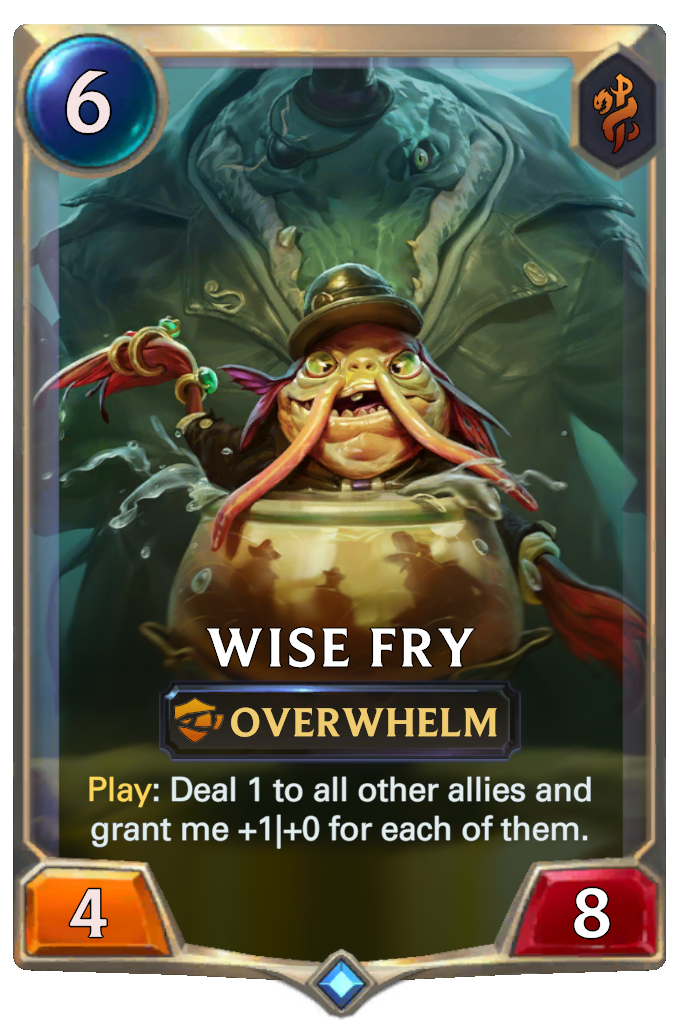 6
WISE FRY
OVERWHELM
Play: Deal 1 to all other allies and
grant me +1|+0 for each of them.
4
8